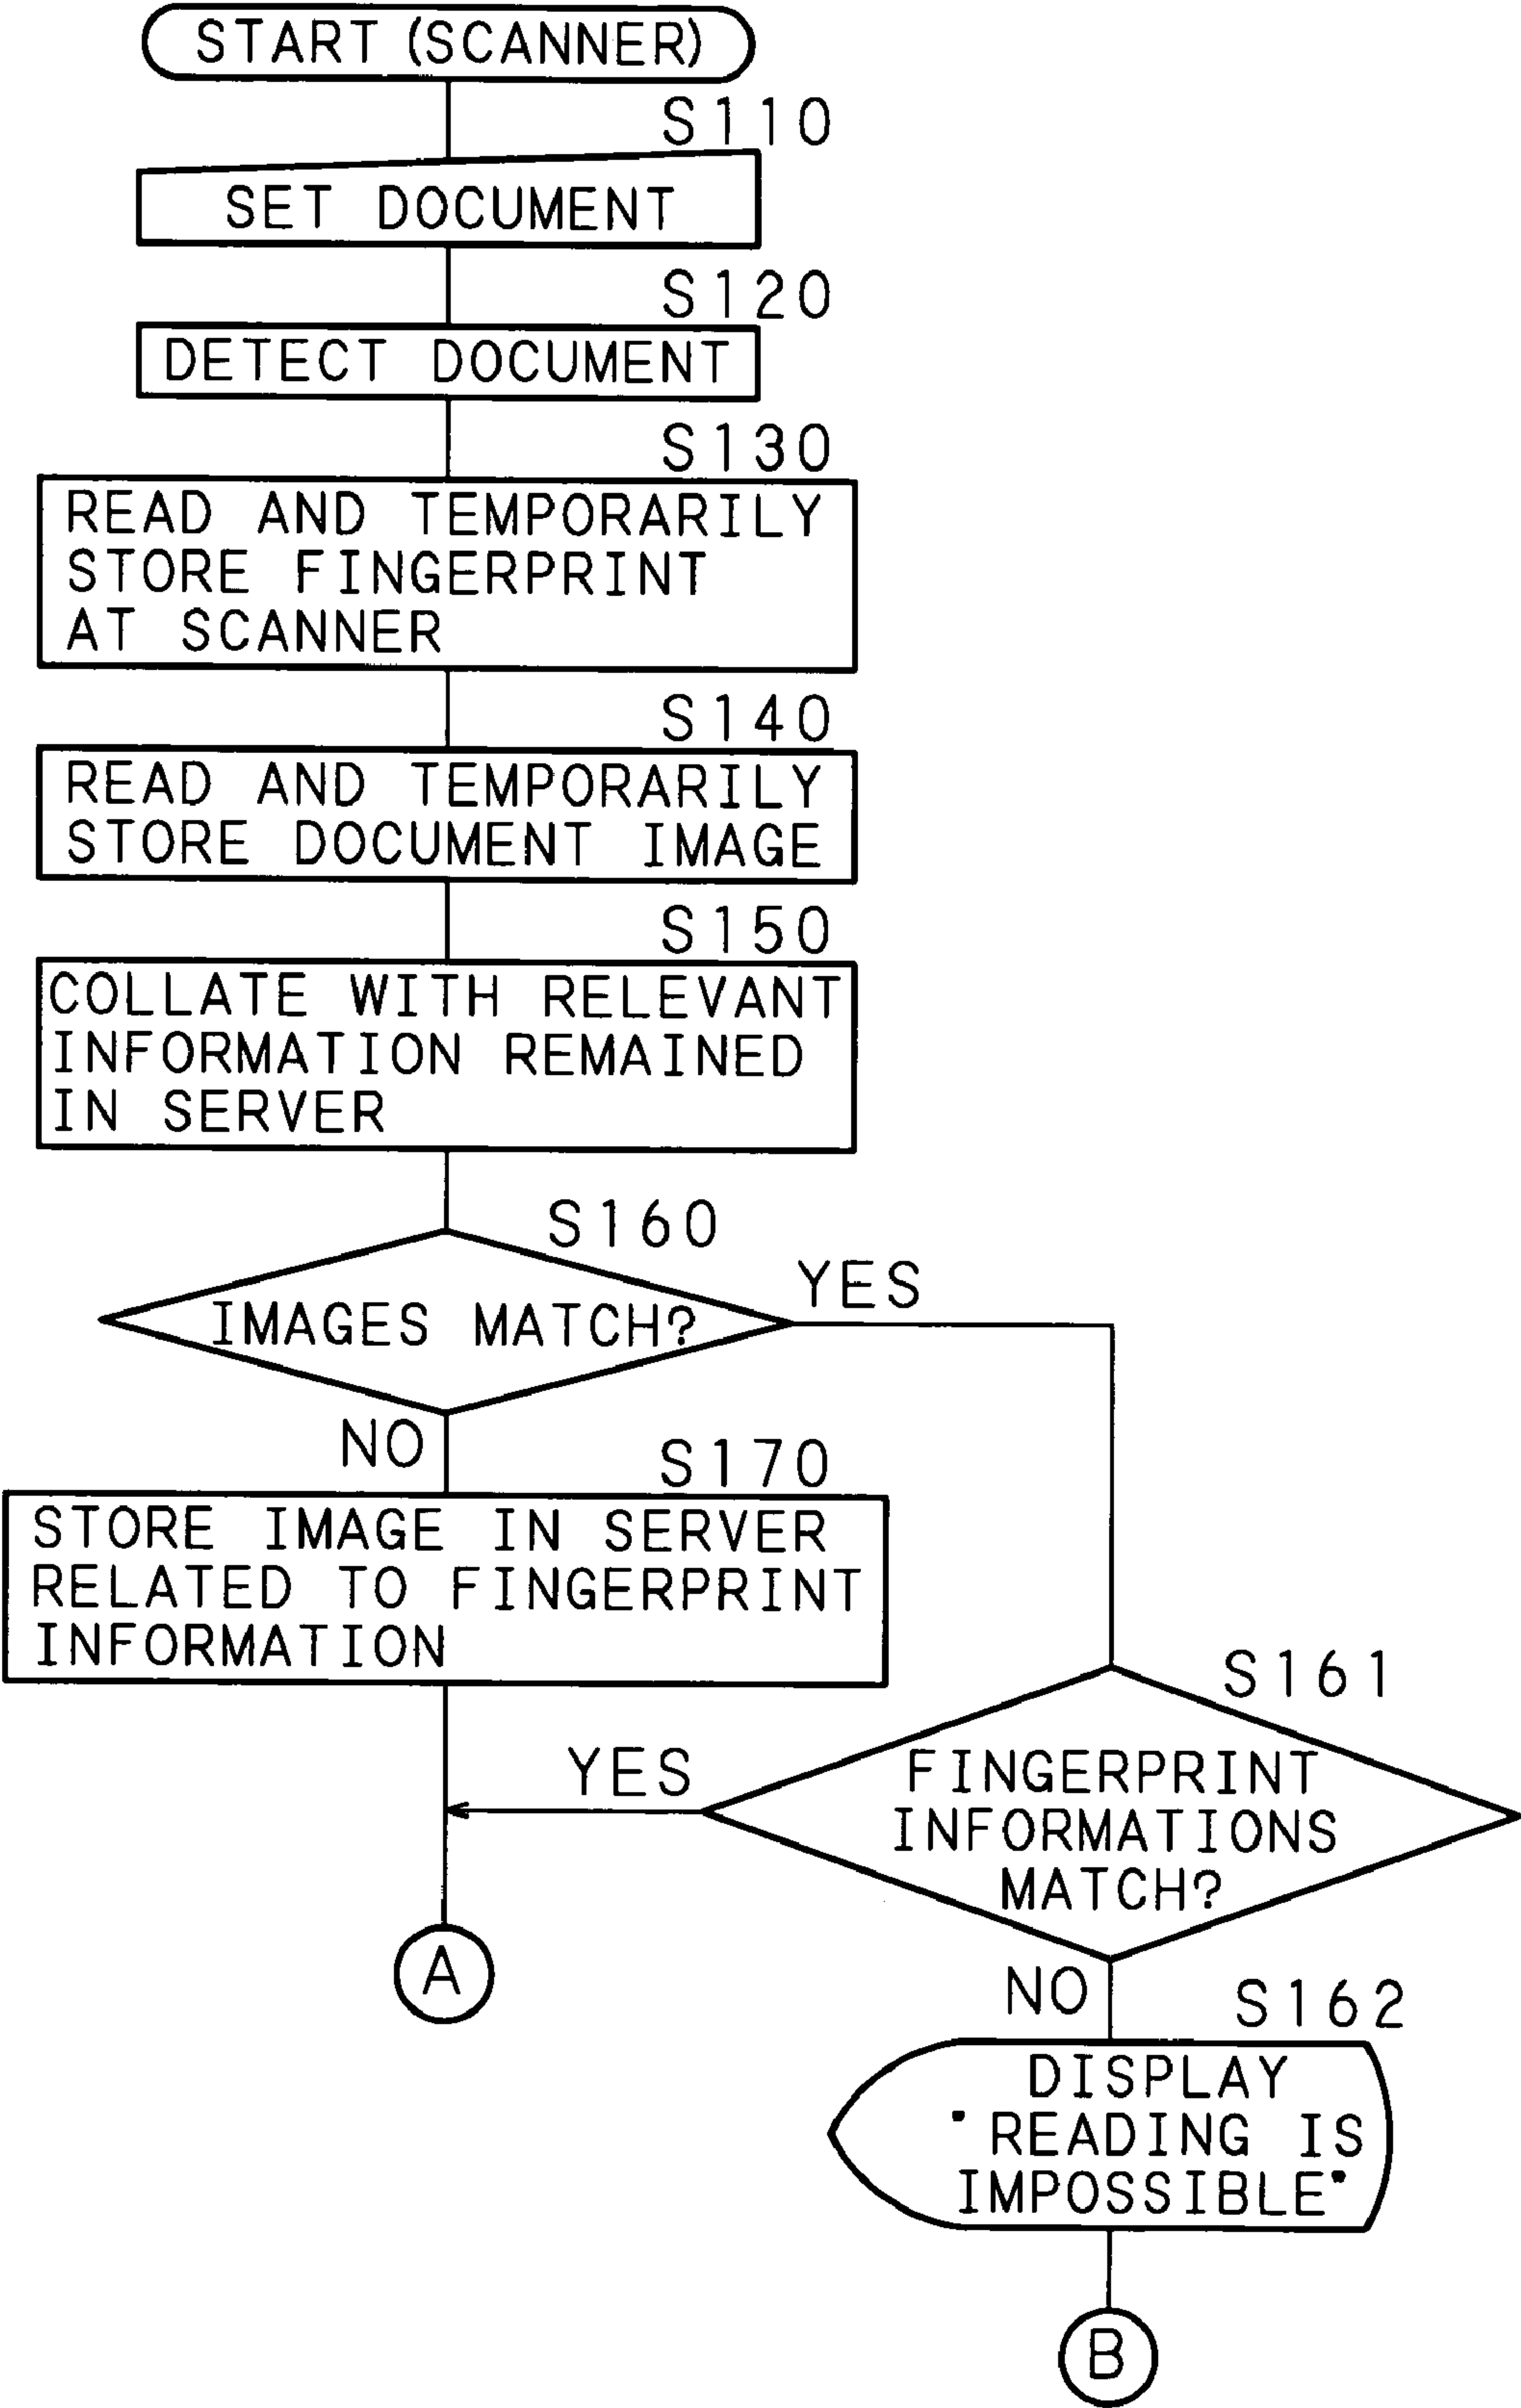 START (SCANNER)
S110
SET DOCUMENT
S120
DETECT DOCUMENT
S130
READ AND TEMPORARILY
STORE FINGERPRINT
AT SCANNER
S140
READ AND TEMPORARILY
STORE DOCUMENT IMAGE
S150
COLLATE WITH RELEVANT
INFORMATION REMAINED
IN SERVER
S160
IMAGES MATCH?
YES
NO
S170
STORE IMAGE IN SERVER
RELATED TO FINGERPRINT
INFORMATION
S161
FINGERPRINT
INFORMATIONS
MATCH?
YES
A
NO
S162
DISPLAY
"READING IS
IMPOSSIBLE"
B